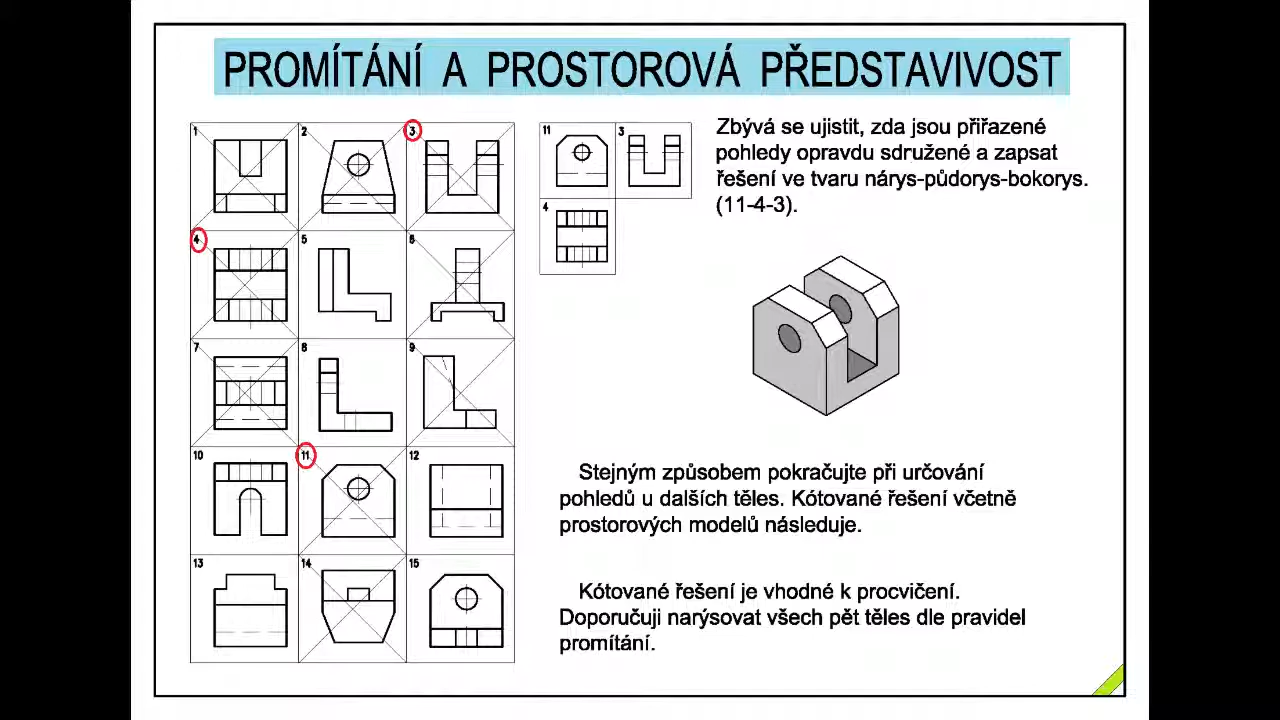 PROMÍTÁNÍ A PROSTOROVÁ PŘEDSTAVIVOST
1 2 3
4 5 6
7 8 9
10 11 12
13 14 15
11 3
4
Zbývá se ujistit, zda jsou přiřazené
pohledy opravdu sdružené a zapsat
řešení ve tvaru nárys-půdorys-bokorys.
(11-4-3).
Stejným způsobem pokračujte při určování
pohledů u dalších těles. Kótované řešení včetně
prostorových modelů následuje.
Kótované řešení je vhodné k procvičení.
Doporučuji narýsovat všech pět těles dle pravidel
promítání.